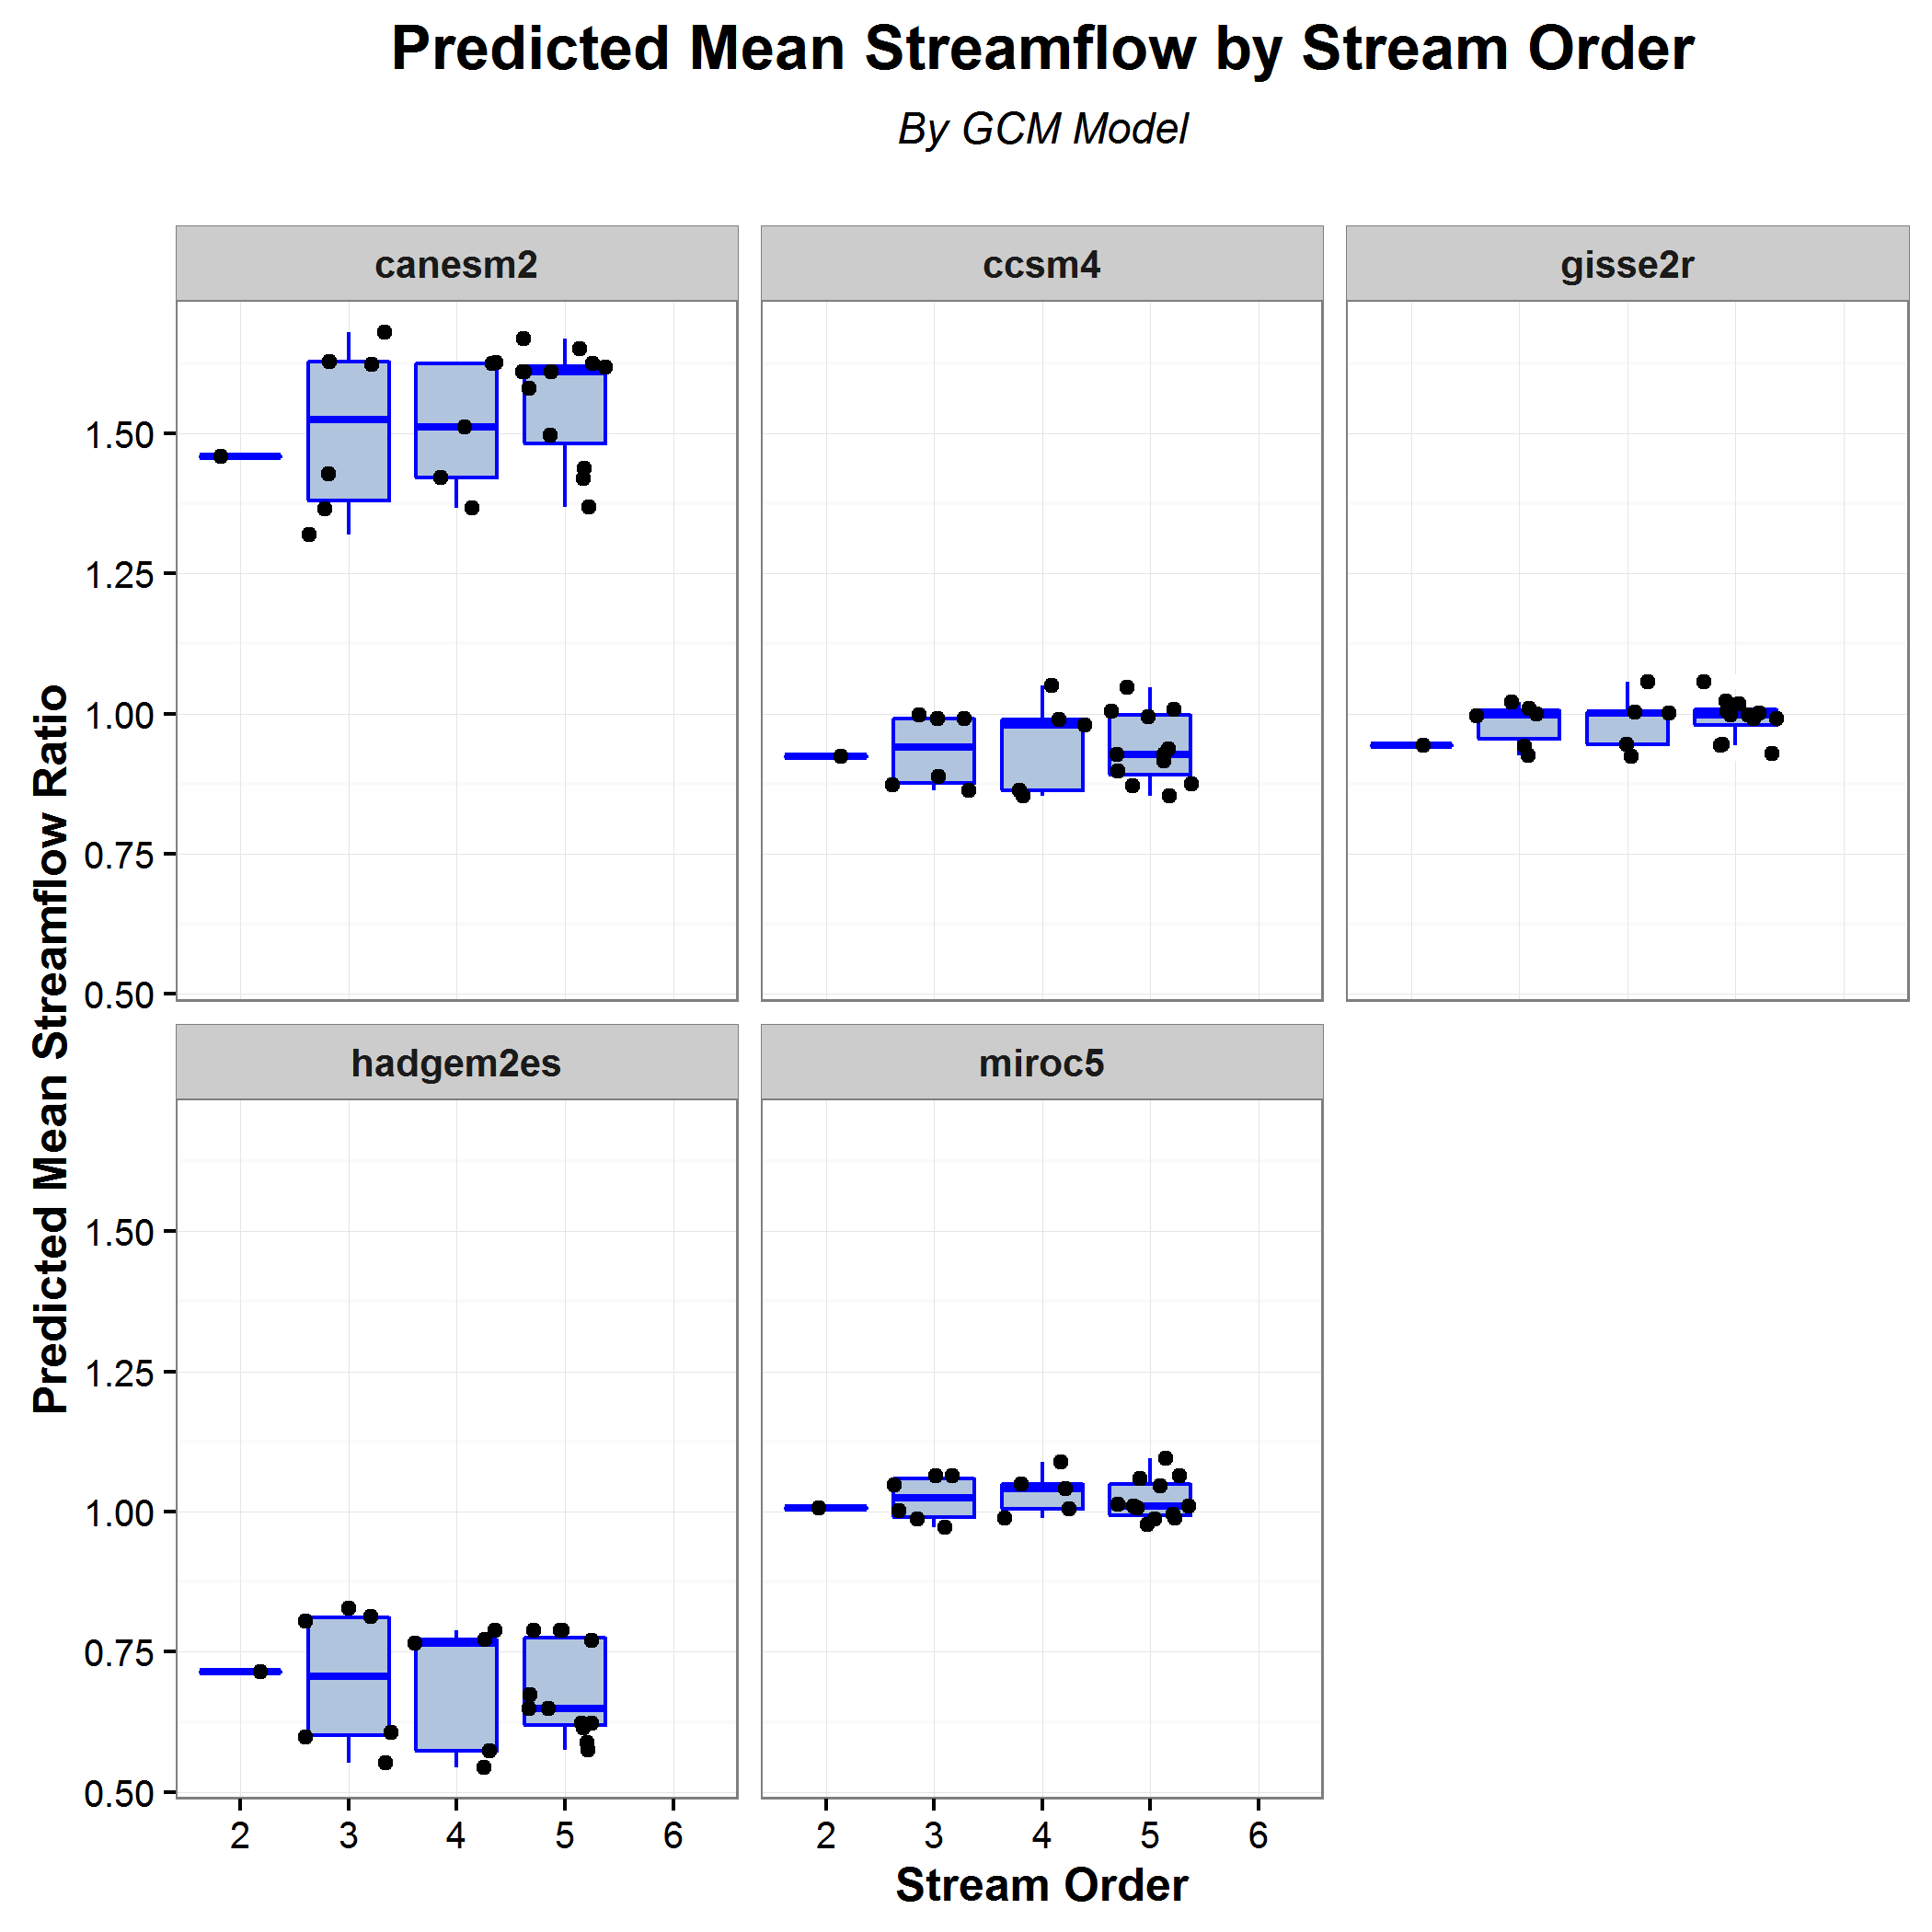 Predicted Mean Streamflow by Stream Order
By GCM Model
canesm2
ccsm4
gisse2r
1.50
1.25
1.00
0.75
0.50
Predicted Mean Streamflow Ratio
hadgem2es
miroc5
1.50
1.25
1.00
0.75
0.50
2 3 4 5 6
2 3 4 5 6
Stream Order